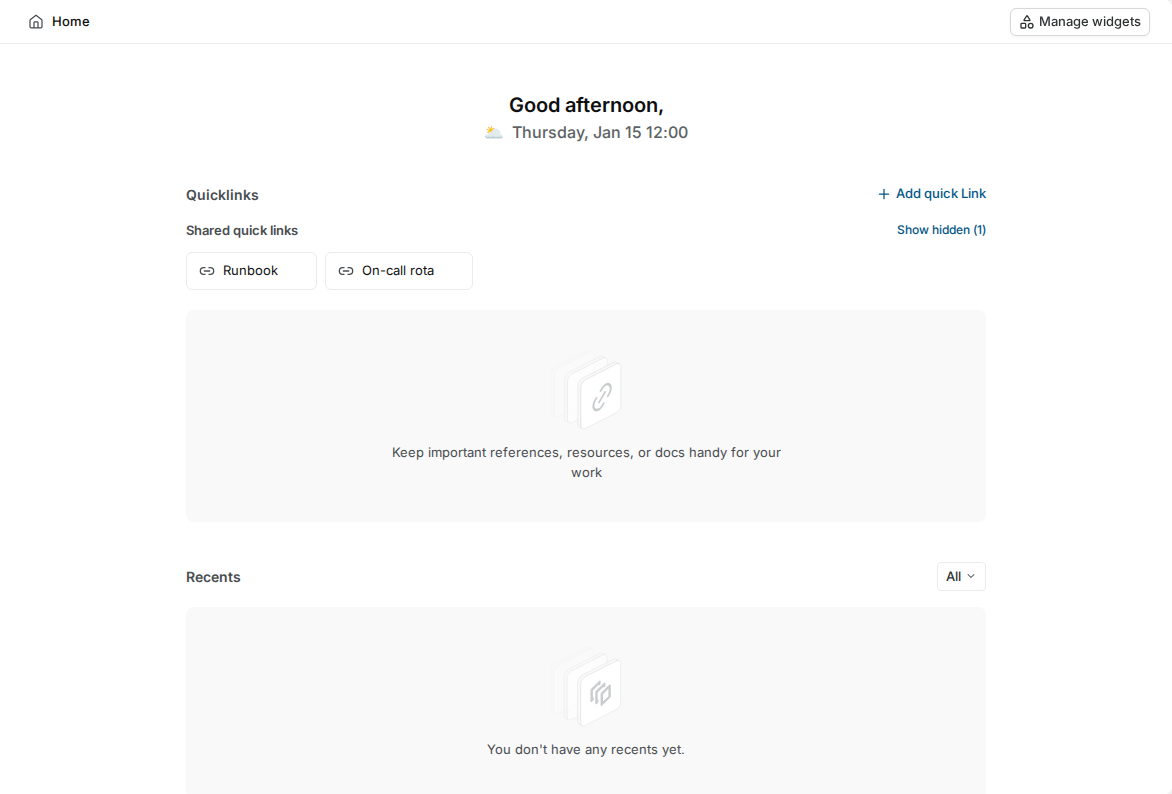 Home
Manage widgets
Good afternoon,
Thursday, Jan 15 12:00
Quicklinks
Add quick Link
Shared quick links
Show hidden (1)
Runbook
On-call rota
Keep important references, resources, or docs handy for your
work
Recents
All
You don't have any recents yet.